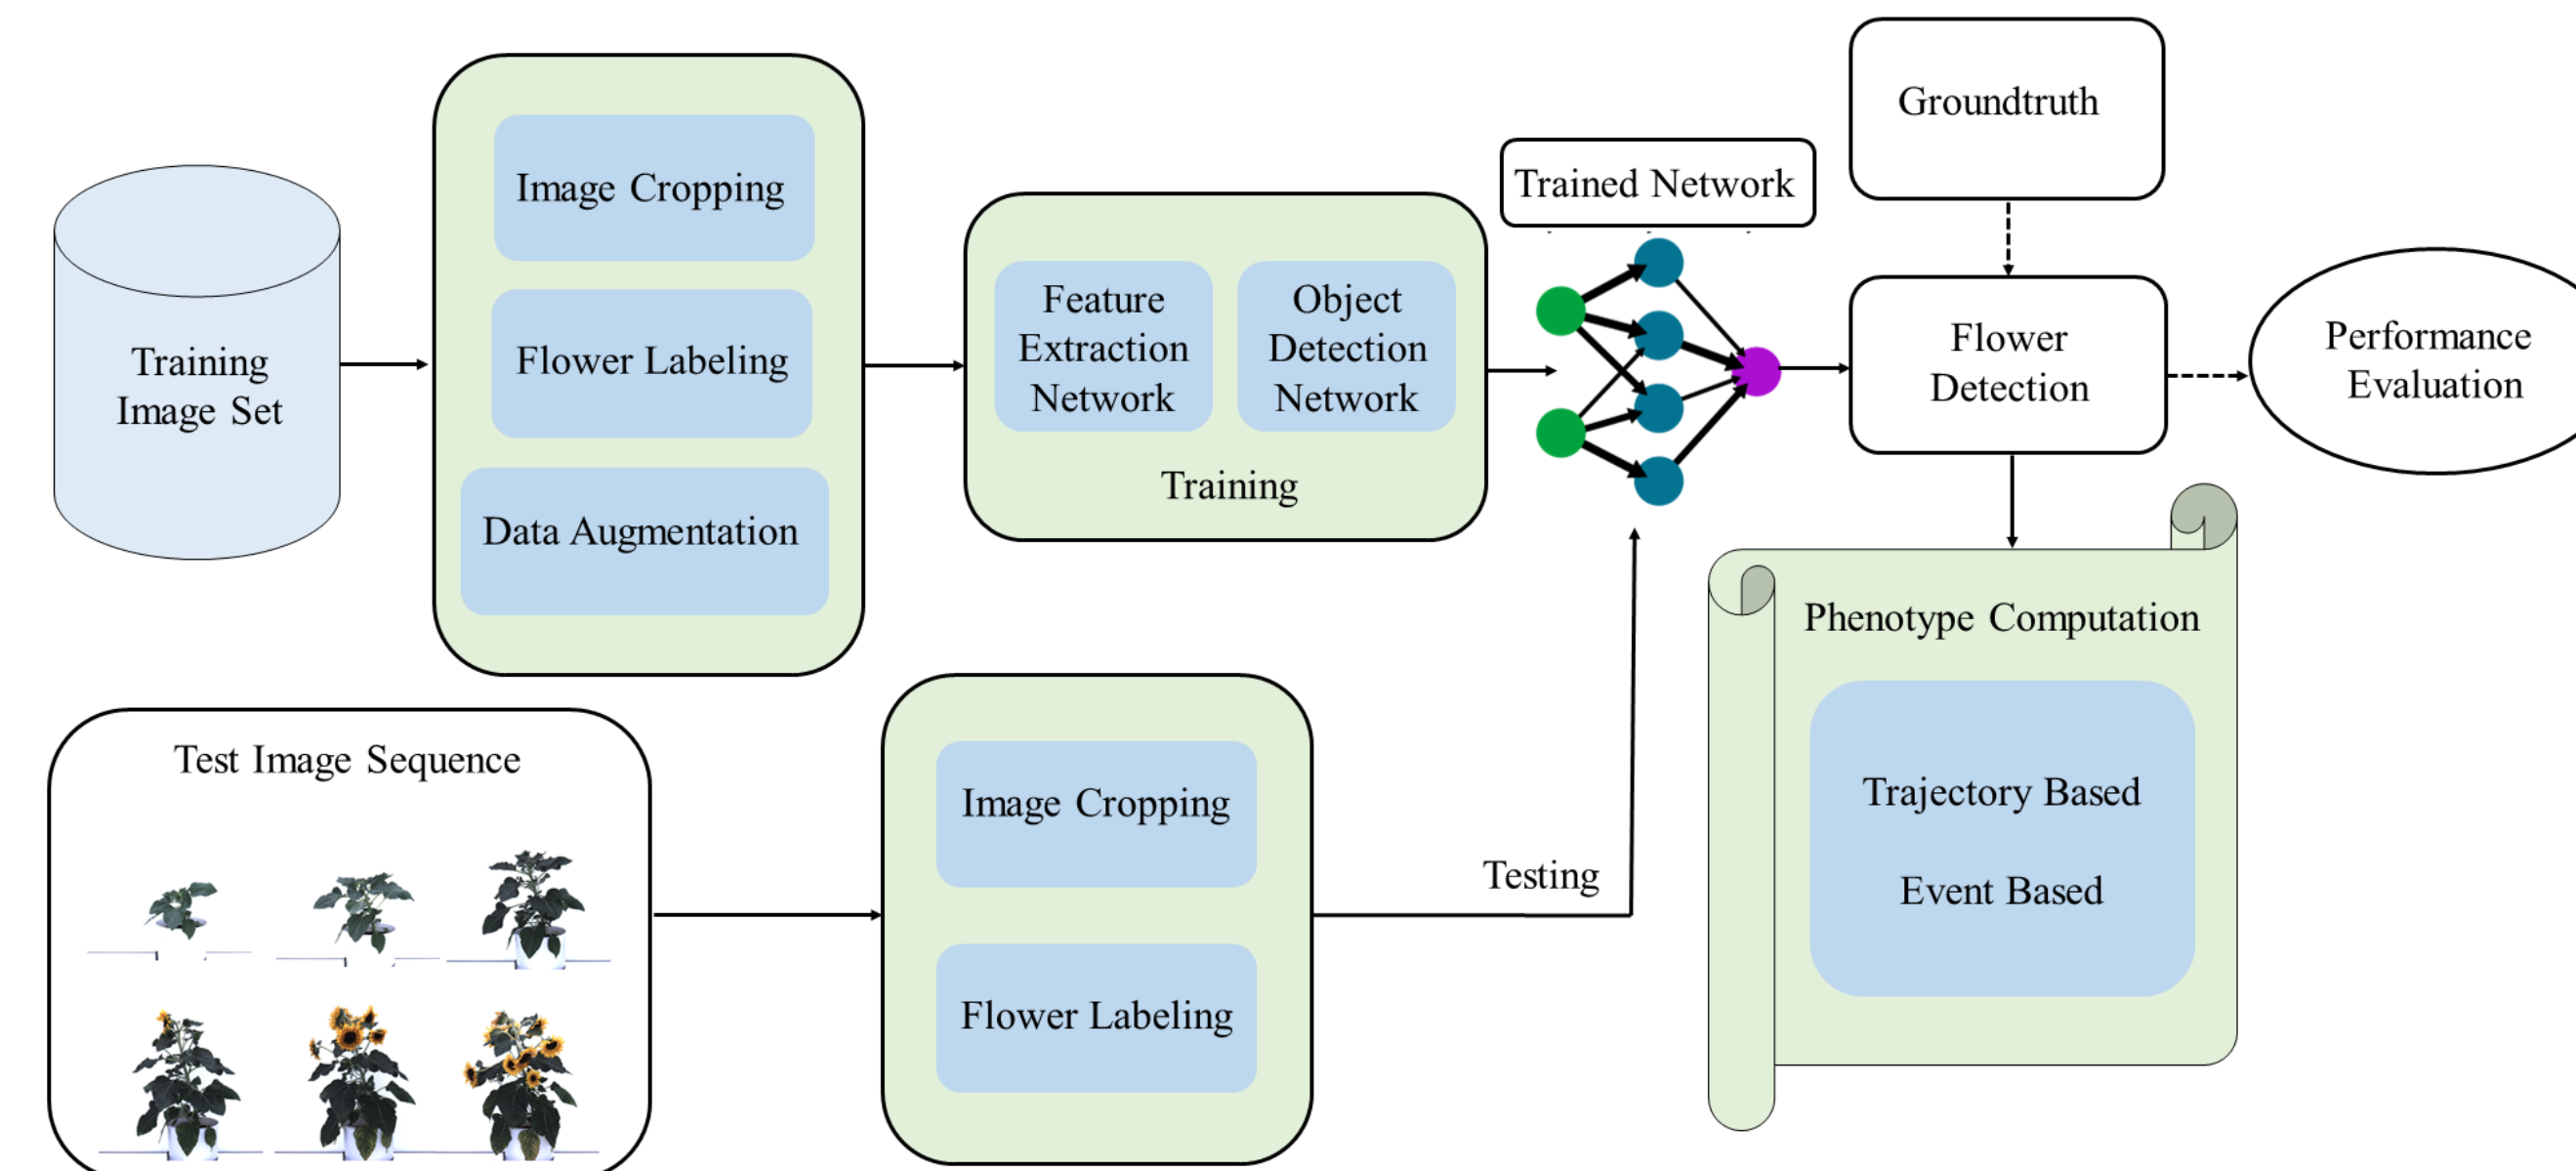 Training
Image Set
Image Cropping
Flower Labeling
Data Augmentation
Feature
Extraction
Network
Object
Detection
Network
Training
Trained Network
Groundtruth
Flower
Detection
Performance
Evaluation
Phenotype Computation
Trajectory Based
Event Based
Test Image Sequence
Image Cropping
Flower Labeling
Testing